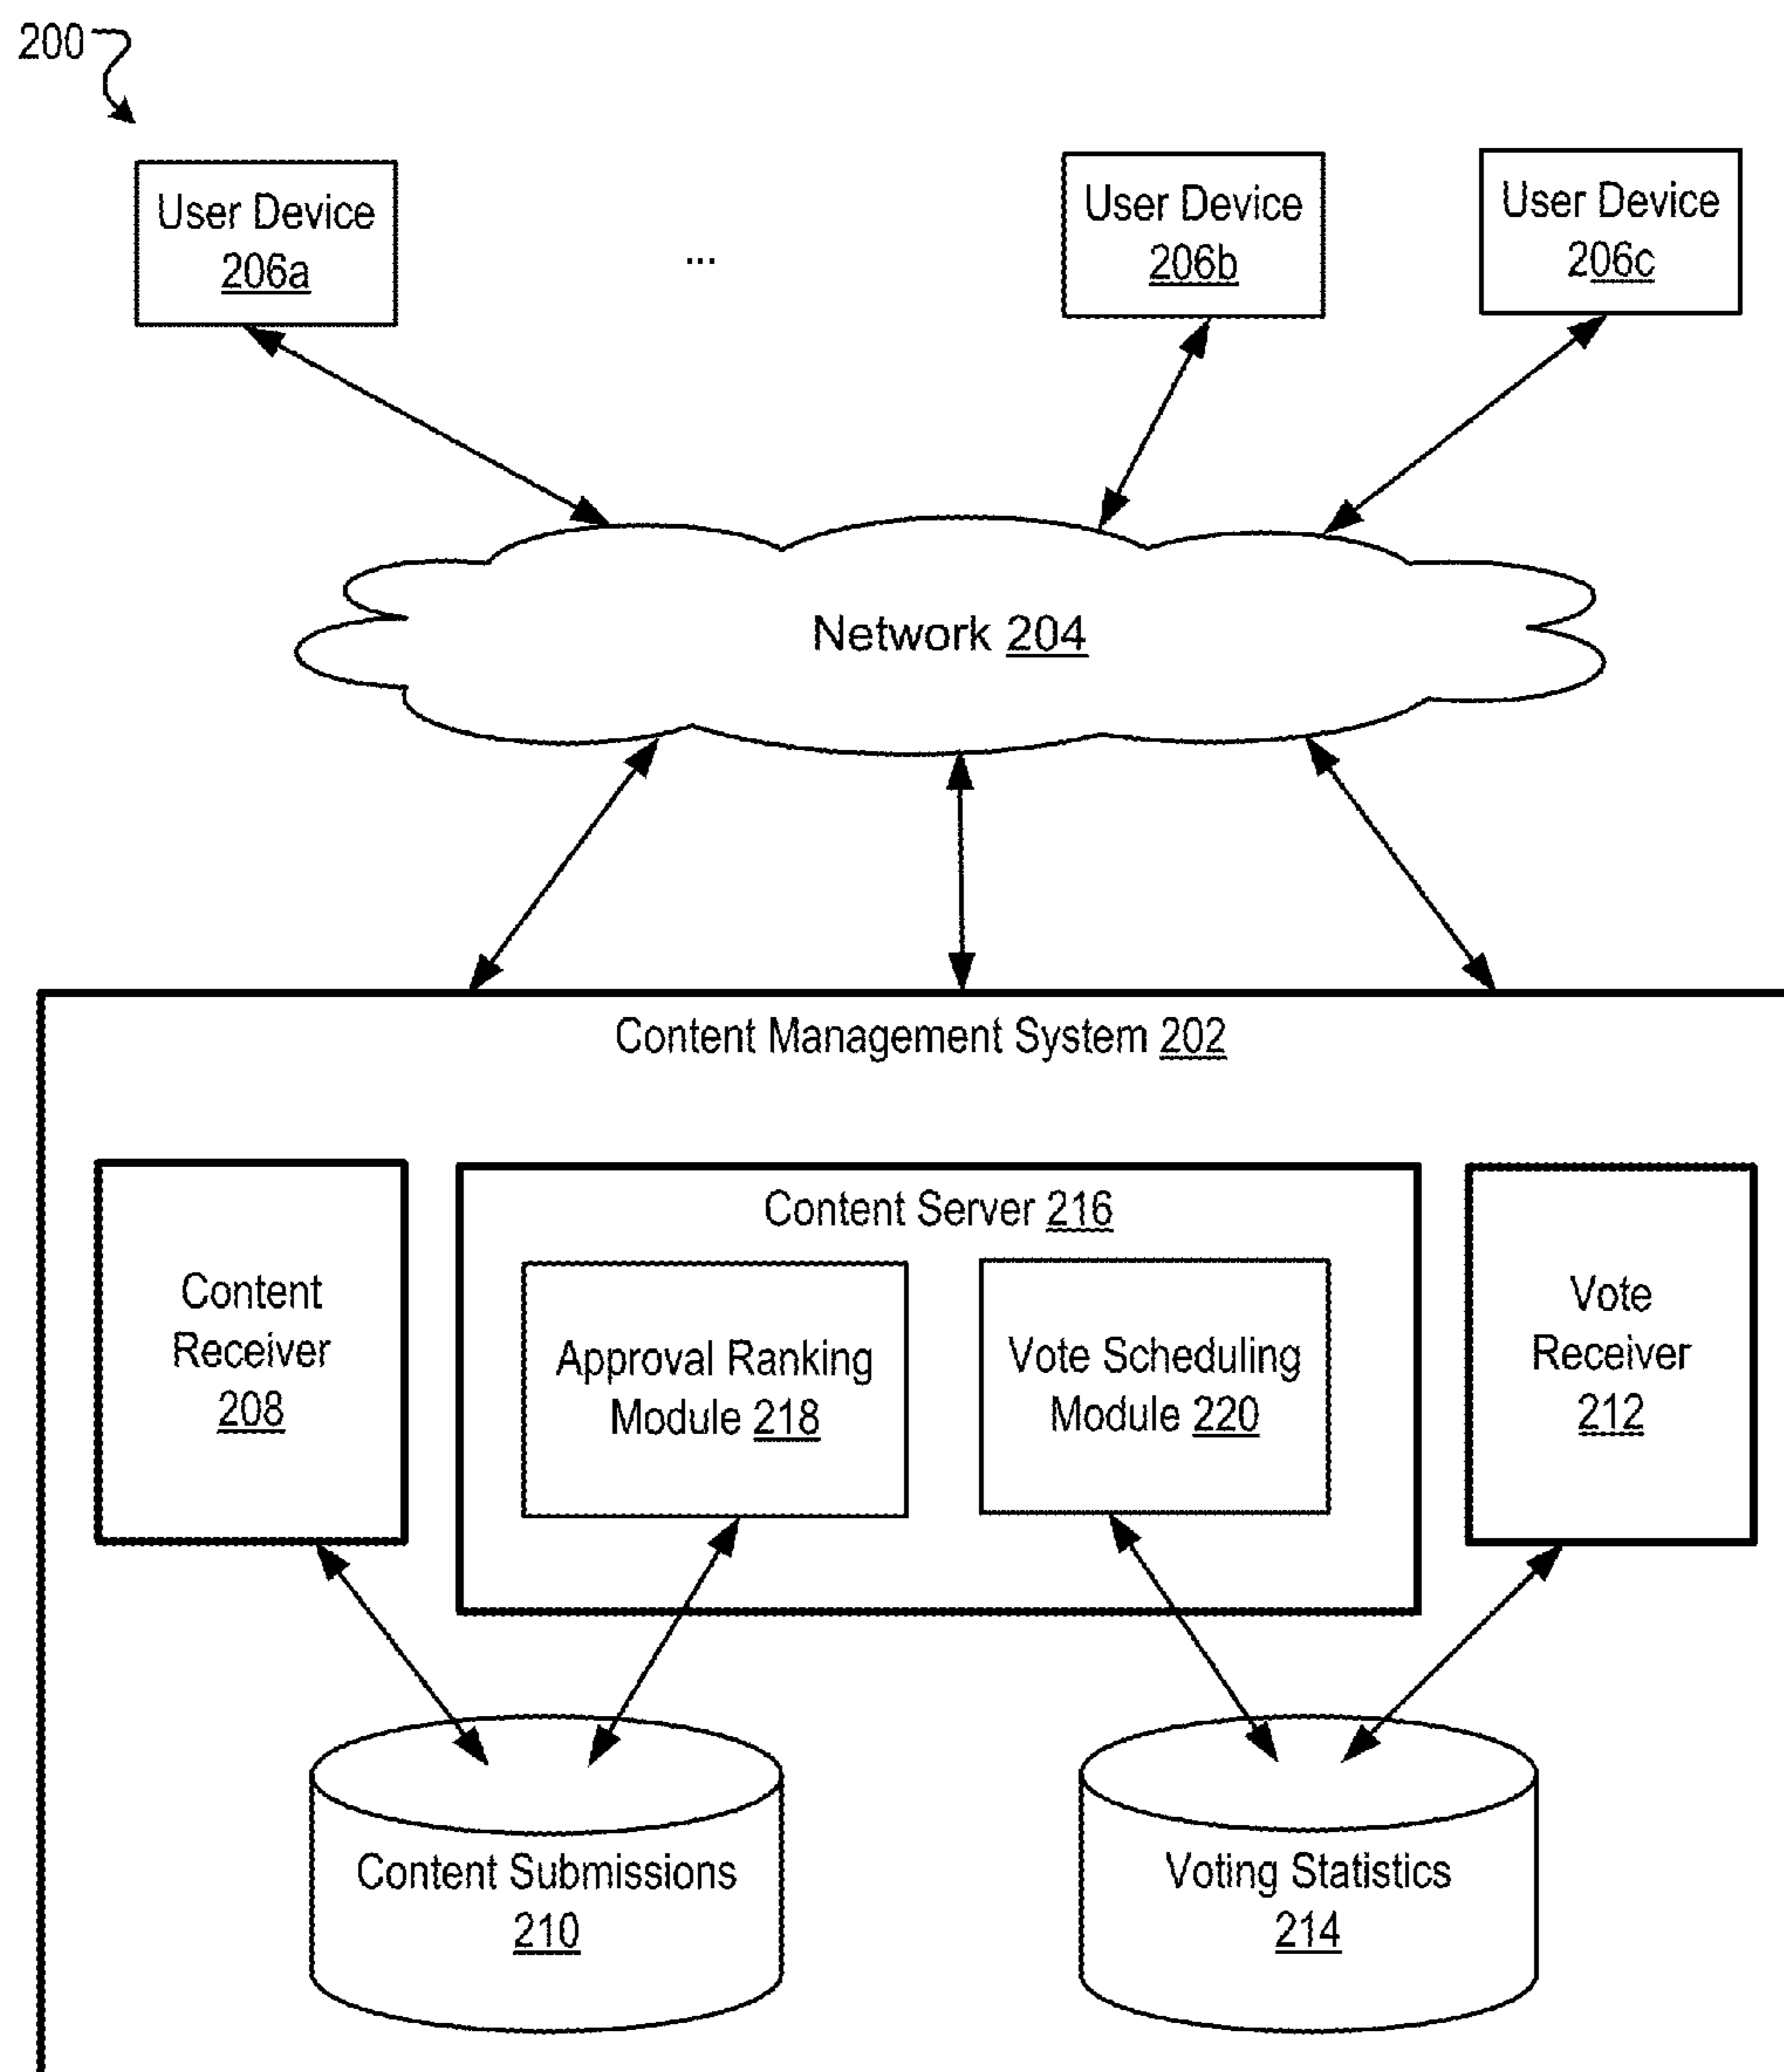 200
User Device
206a
...
User Device
206b
User Device
206c
Network 204
Content Management System 202
Content
Receiver
208
Content Server 216
Approval Ranking
Module 218
Vote Scheduling
Module 220
Vote
Receiver
212
Content Submissions
210
Voting Statistics
214